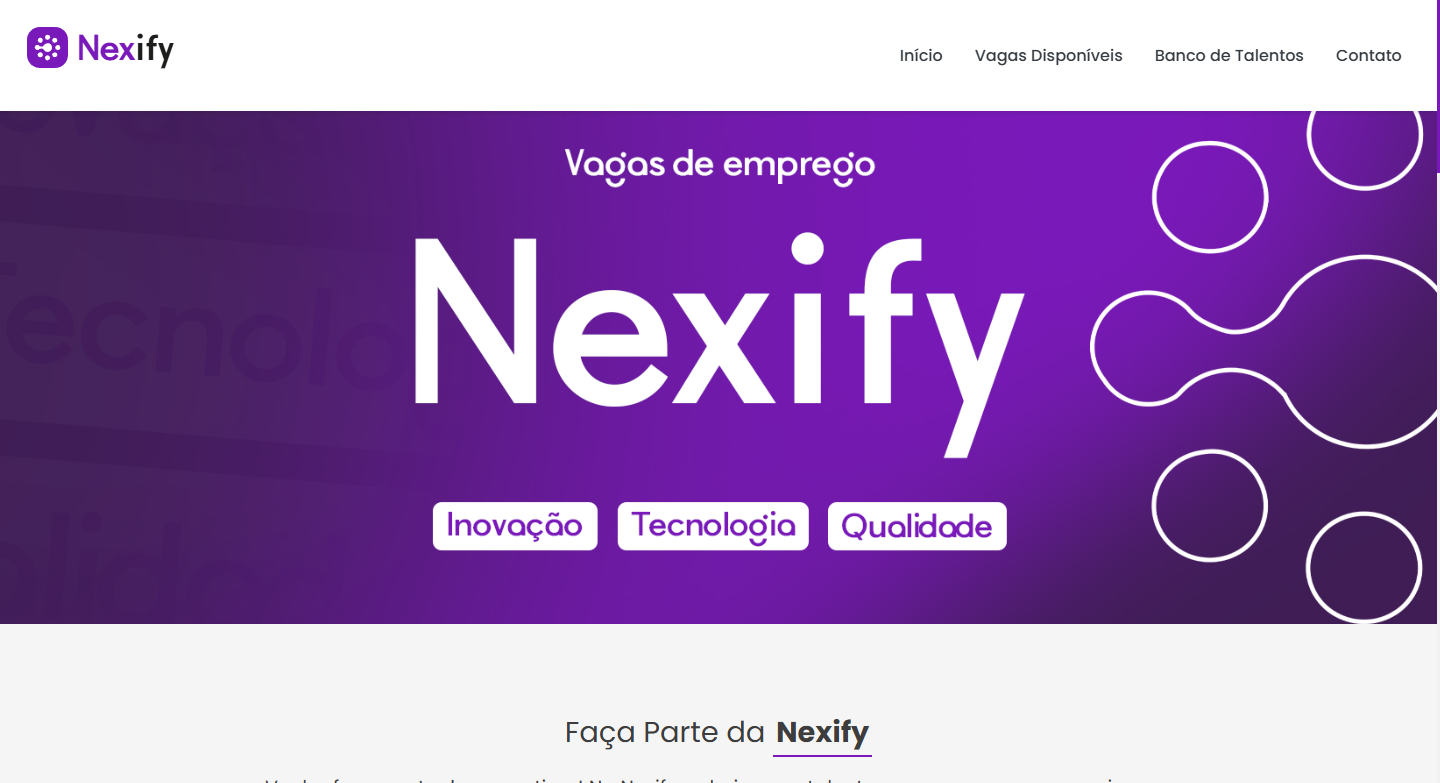 Nexify
Início Vagas Disponíveis Banco de Talentos Contato
Vagas de emprego
Nexify
Inovação Tecnologia Qualidade
Tecnolo
Faça Parte da Nexify